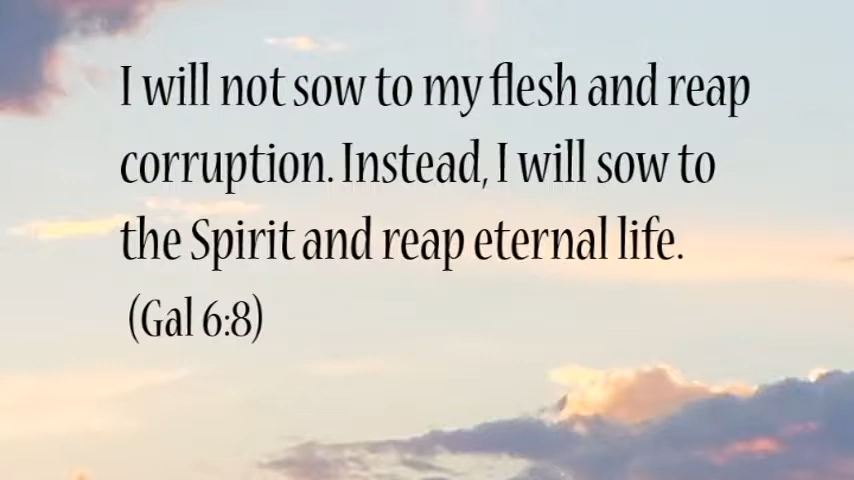 I will not sow to my flesh and reap
corruption. Instead, I will sow to
the Spirit and reap eternal life.
(Gal 6:8)